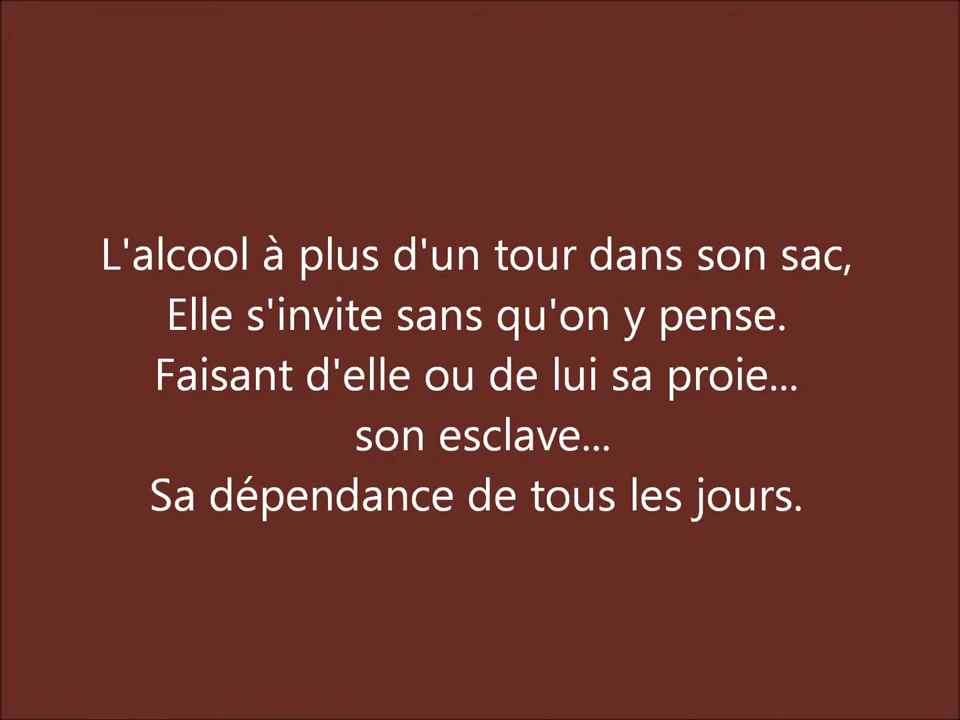 L'alcool à plus d'un tour dans son sac,
Elle s'invite sans qu'on y pense.
Faisant d'elle ou de lui sa proie...
son esclave...
Sa dépendance de tous les jours.